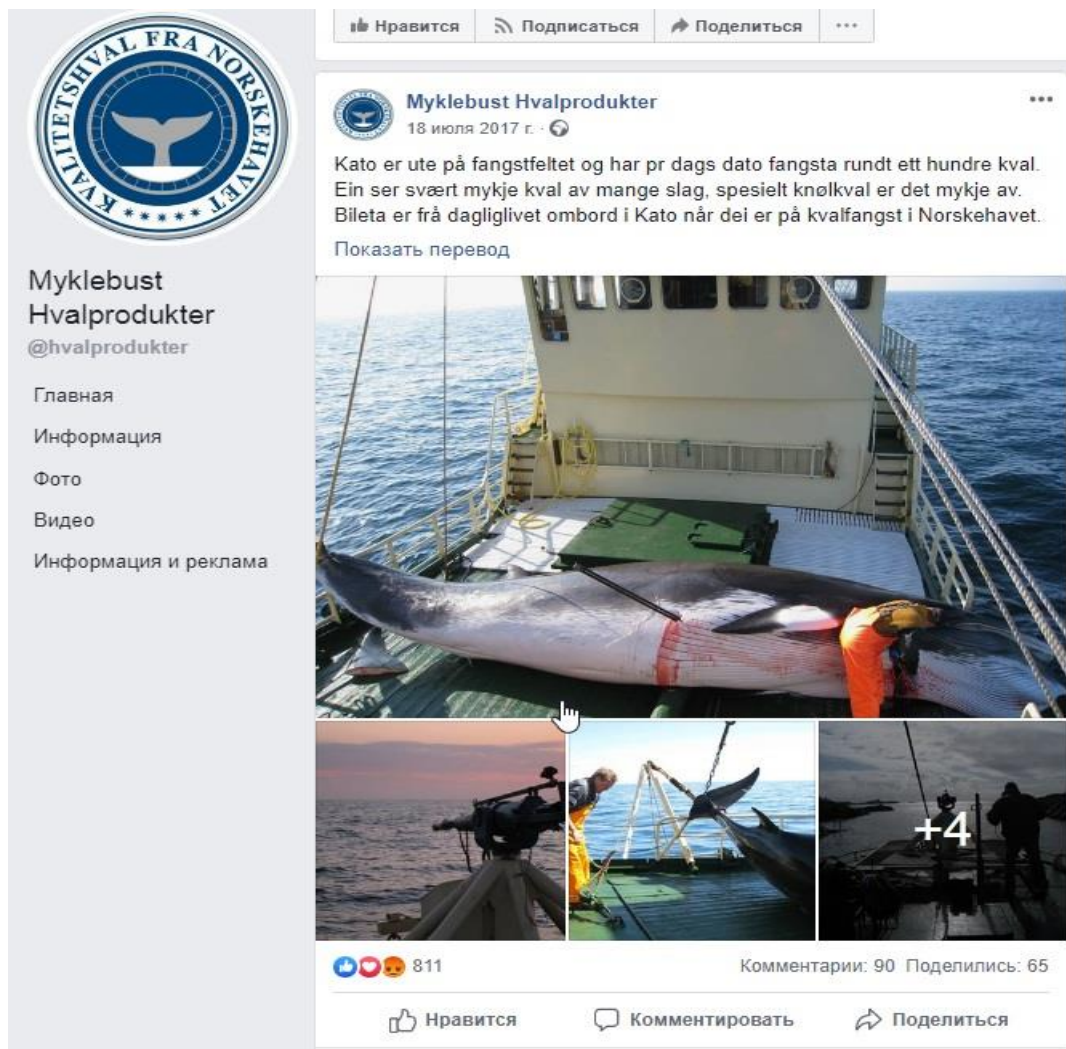 KVALITETSHVAL FRA NORSKEHAVET
Myklebust
Hvalprodukter
@hvalprodukter
Главная
Информация
Фото
Видео
Информация и реклама
Нравится Подписаться Поделиться
Myklebust Hvalprodukter
18 июля 2017 г.
Kato er ute på fangstfeltet og har pr dags dato fangsta rundt ett hundre kval.
Ein ser svært mykje kval av mange slag, spesielt knølkval er det mykje av.
Bileta er frå dagliglivet ombord i Kato når dei er på kvalfangst i Norskehavet.
Показать перевод
+4
811
Комментарии: 90 Поделились: 65
Нравится Комментировать Поделиться